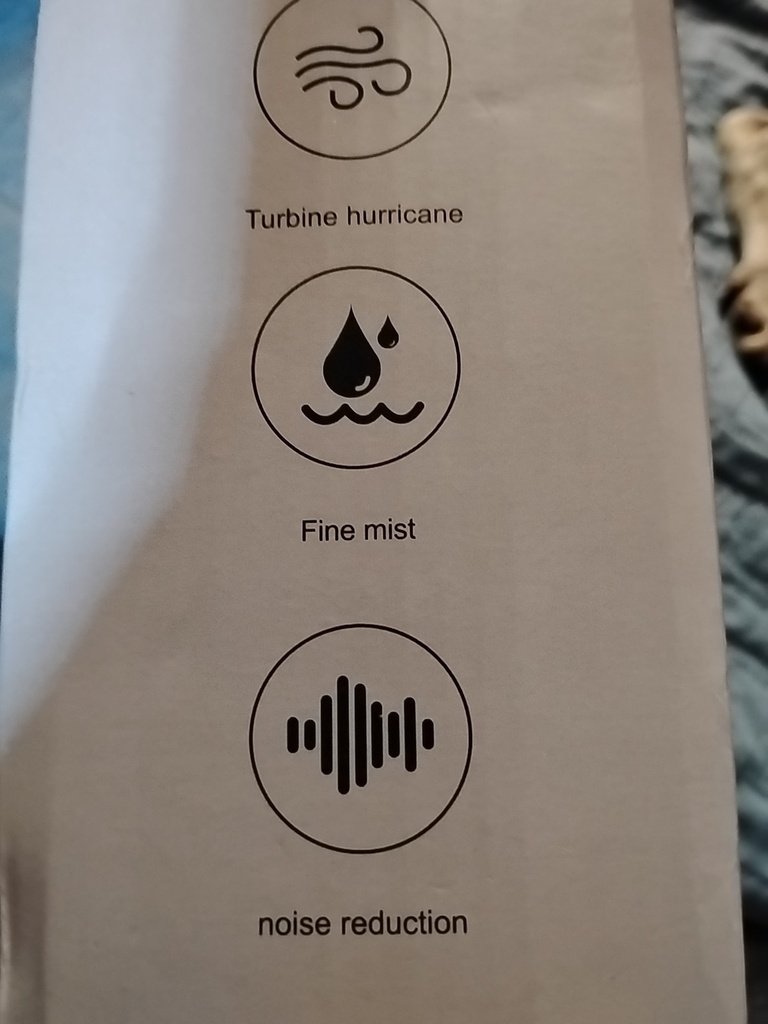 Turbine hurricane
Fine mist
noise reduction